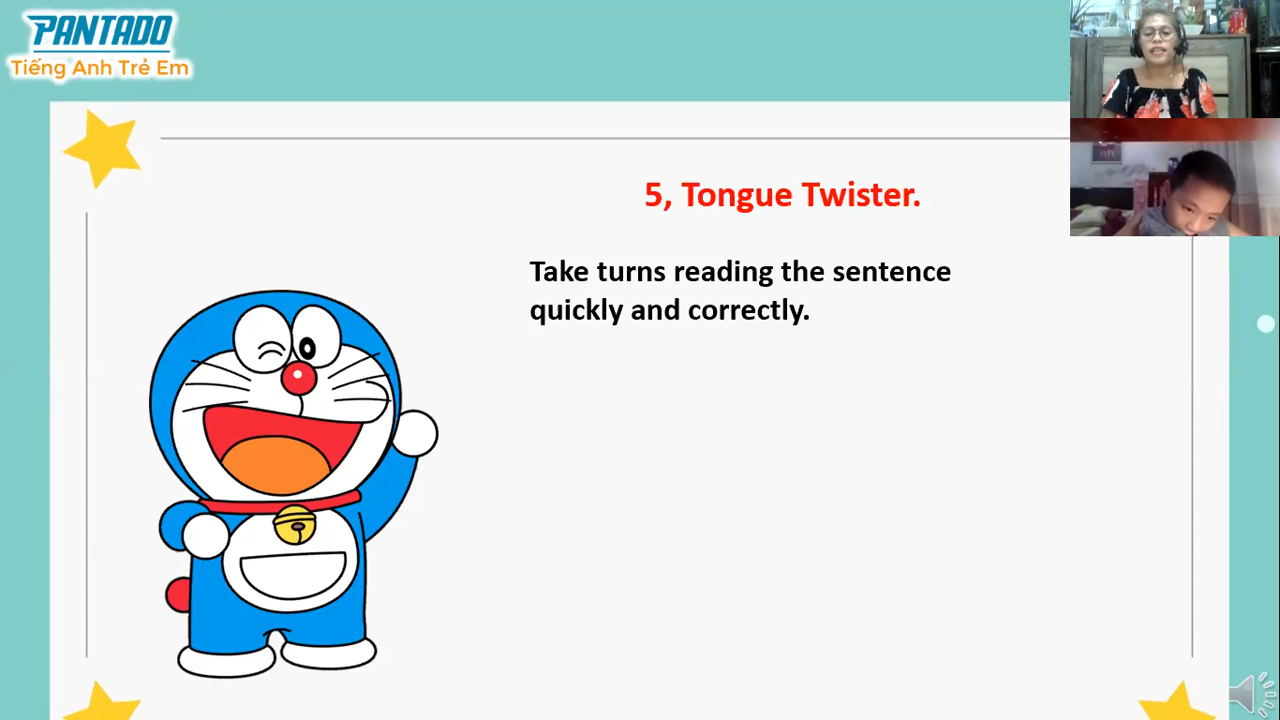 PANTADO
Tiếng Anh Trẻ Em
5, Tongue Twister.
Take turns reading the sentence
quickly and correctly.